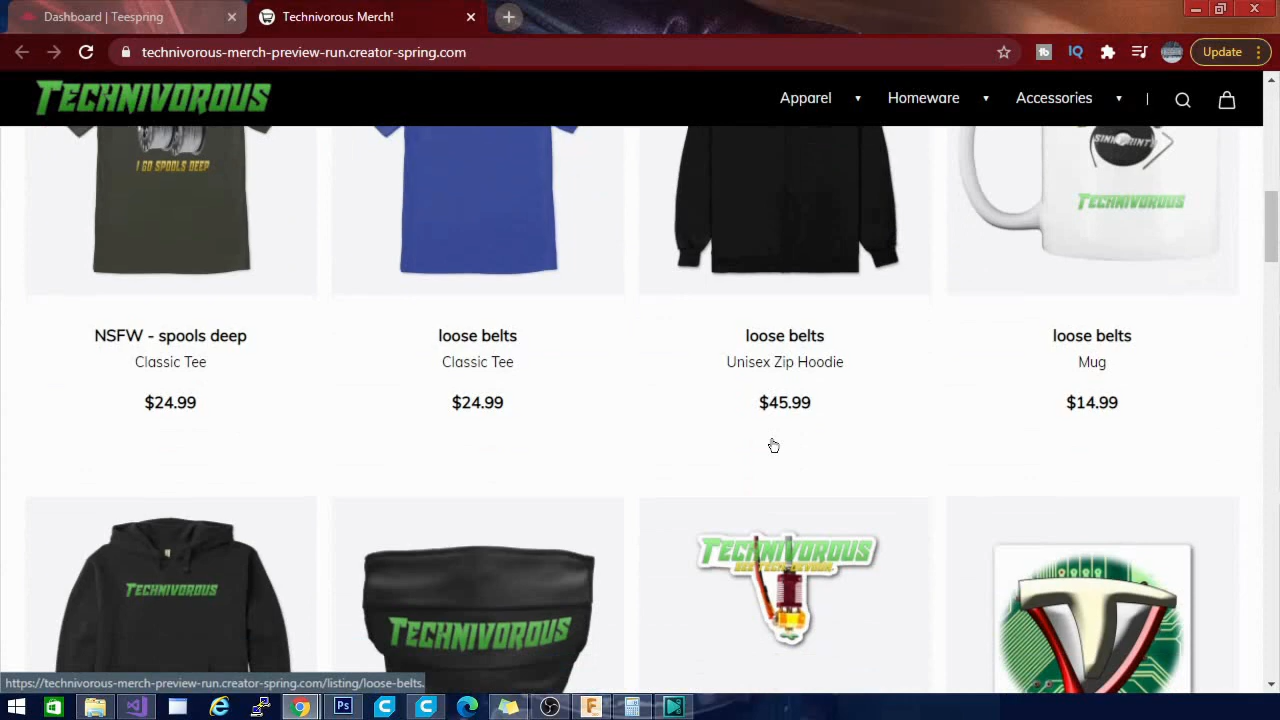 Dashboard | Teespring
Technivorous Merch!
technivorous-merch-preview-run.creator-spring.com
Update
TECHNIVOROUS
Apparel
Homeware
Accessories
I GO SPOOLS DEEP
TECHNIVOROUS
NSFW - spools deep
Classic Tee
$24.99
loose belts
Classic Tee
$24.99
loose belts
Unisex Zip Hoodie
$45.99
loose belts
Mug
$14.99
TECHNIVOROUS
TECHNIVOROUS
TECHNIVOROUS
https://technivorous-merch-preview-run.creator-spring.com/listing/loose-belts.